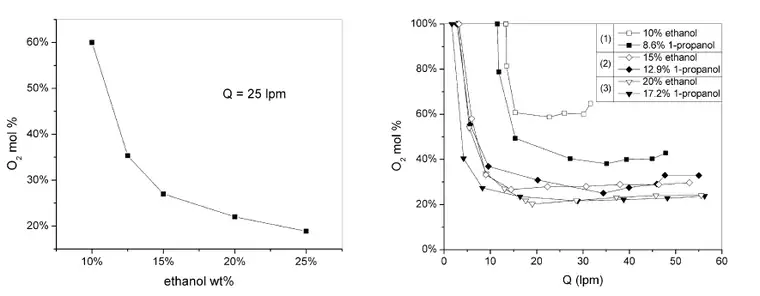 60%
50%
40%
30%
20%
O2 mol %
Q = 25 lpm
10% 15% 20% 25%
ethanol wt%
100%
80%
60%
40%
20%
0%
O2 mol %
(1) 10% ethanol
8.6% 1-propanol
(2) 15% ethanol
12.9% 1-propanol
(3) 20% ethanol
17.2% 1-propanol
0 10 20 30 40 50 60
Q (lpm)